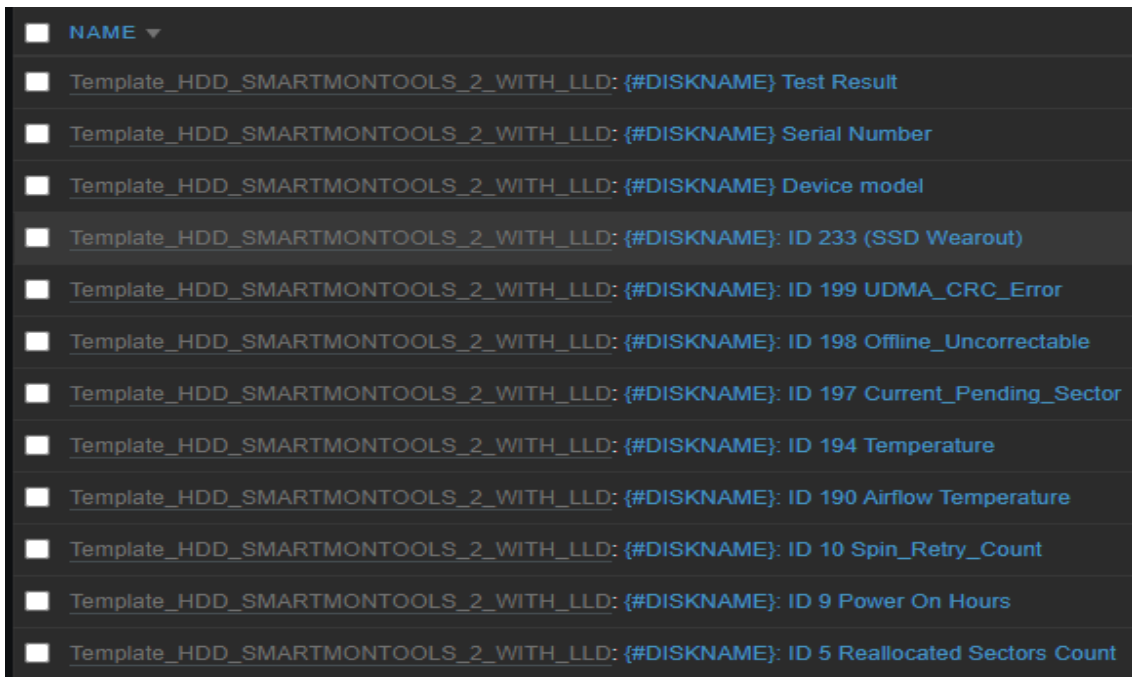 NAME
Template_HDD_SMARTMONTOOLS_2_WITH_LLD: {#DISKNAME} Test Result
Template_HDD_SMARTMONTOOLS_2_WITH_LLD: {#DISKNAME} Serial Number
Template_HDD_SMARTMONTOOLS_2_WITH_LLD: {#DISKNAME} Device model
Template_HDD_SMARTMONTOOLS_2_WITH_LLD: {#DISKNAME}: ID 233 (SSD Wearout)
Template_HDD_SMARTMONTOOLS_2_WITH_LLD: {#DISKNAME}: ID 199 UDMA_CRC_Error
Template_HDD_SMARTMONTOOLS_2_WITH_LLD: {#DISKNAME}: ID 198 Offline_Uncorrectable
Template_HDD_SMARTMONTOOLS_2_WITH_LLD: {#DISKNAME}: ID 197 Current_Pending_Sector
Template_HDD_SMARTMONTOOLS_2_WITH_LLD: {#DISKNAME}: ID 194 Temperature
Template_HDD_SMARTMONTOOLS_2_WITH_LLD: {#DISKNAME}: ID 190 Airflow Temperature
Template_HDD_SMARTMONTOOLS_2_WITH_LLD: {#DISKNAME}: ID 10 Spin_Retry_Count
Template_HDD_SMARTMONTOOLS_2_WITH_LLD: {#DISKNAME}: ID 9 Power On Hours
Template_HDD_SMARTMONTOOLS_2_WITH_LLD: {#DISKNAME}: ID 5 Reallocated Sectors Count